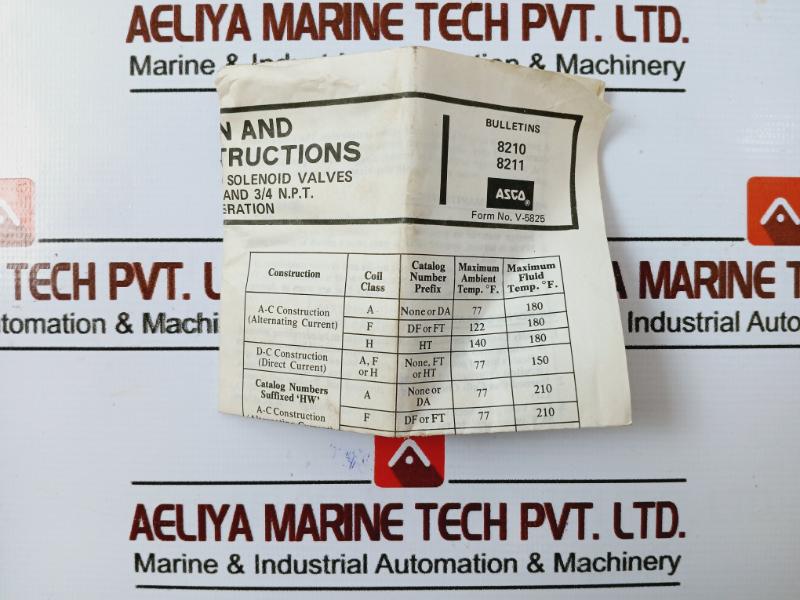 AELIYA MARINE TECH PVT. LTD.
Marine & Industrial Automation & Machinery
N AND
TRUCTIONS
SOLENOID VALVES
AND 3/4 N.P.T.
ERATION
BULLETINS
8210
8211
ASCO®
Form No. V-5825
TECH PVT.
MARINE T
tomation & Machin
Industrial Auto
Construction Coil Class Catalog Number Prefix Maximum Ambient Temp. °F. Maximum Fluid Temp. °F.
A-C Construction (Alternating Current) A None or DA 77 180
F DF or FT 122 180
H HT 140 180
D-C Construction (Direct Current) A, F or H None, FT or HT 77 150
Catalog Numbers Suffixed 'HW' A None or DA 77 210
A-C Construction F DF or FT 77 210
AELIYA MARINE TECH PVT. LTD.
Marine & Industrial Automation & Machinery